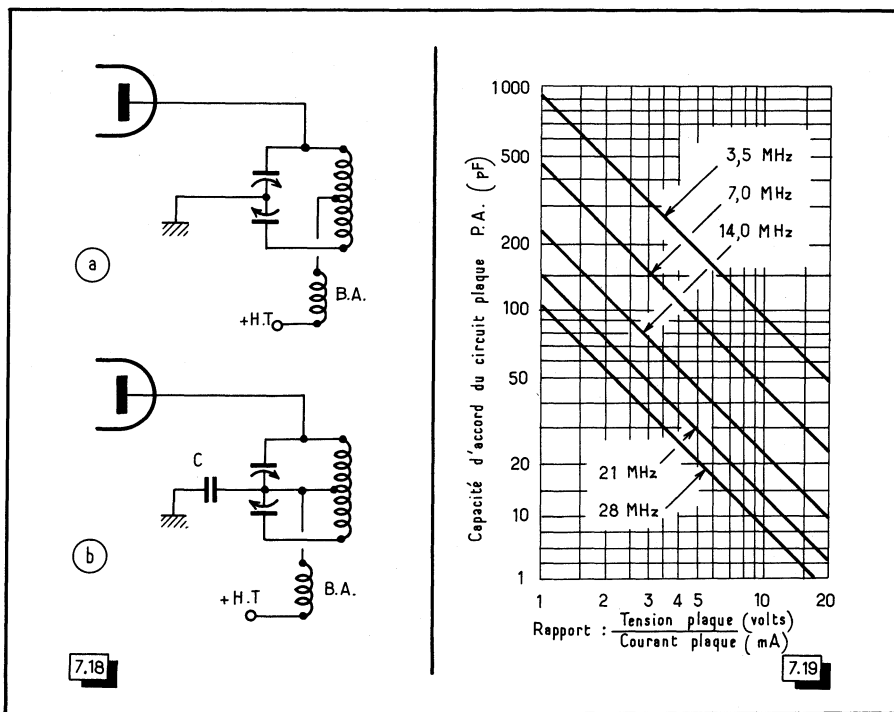 a
B.A.
+H.T
C
b
+H.T
B.A.
7.18
Capacité d'accord du circuit plaque P.A. (pF)
1000
500
200
100
50
20
10
1
3,5 MHz
7,0 MHz
14,0 MHz
21 MHz
28 MHz
1 2 3 4 5 10 20
Rapport : Tension plaque (volts)
Courant plaque (mA)
7.19